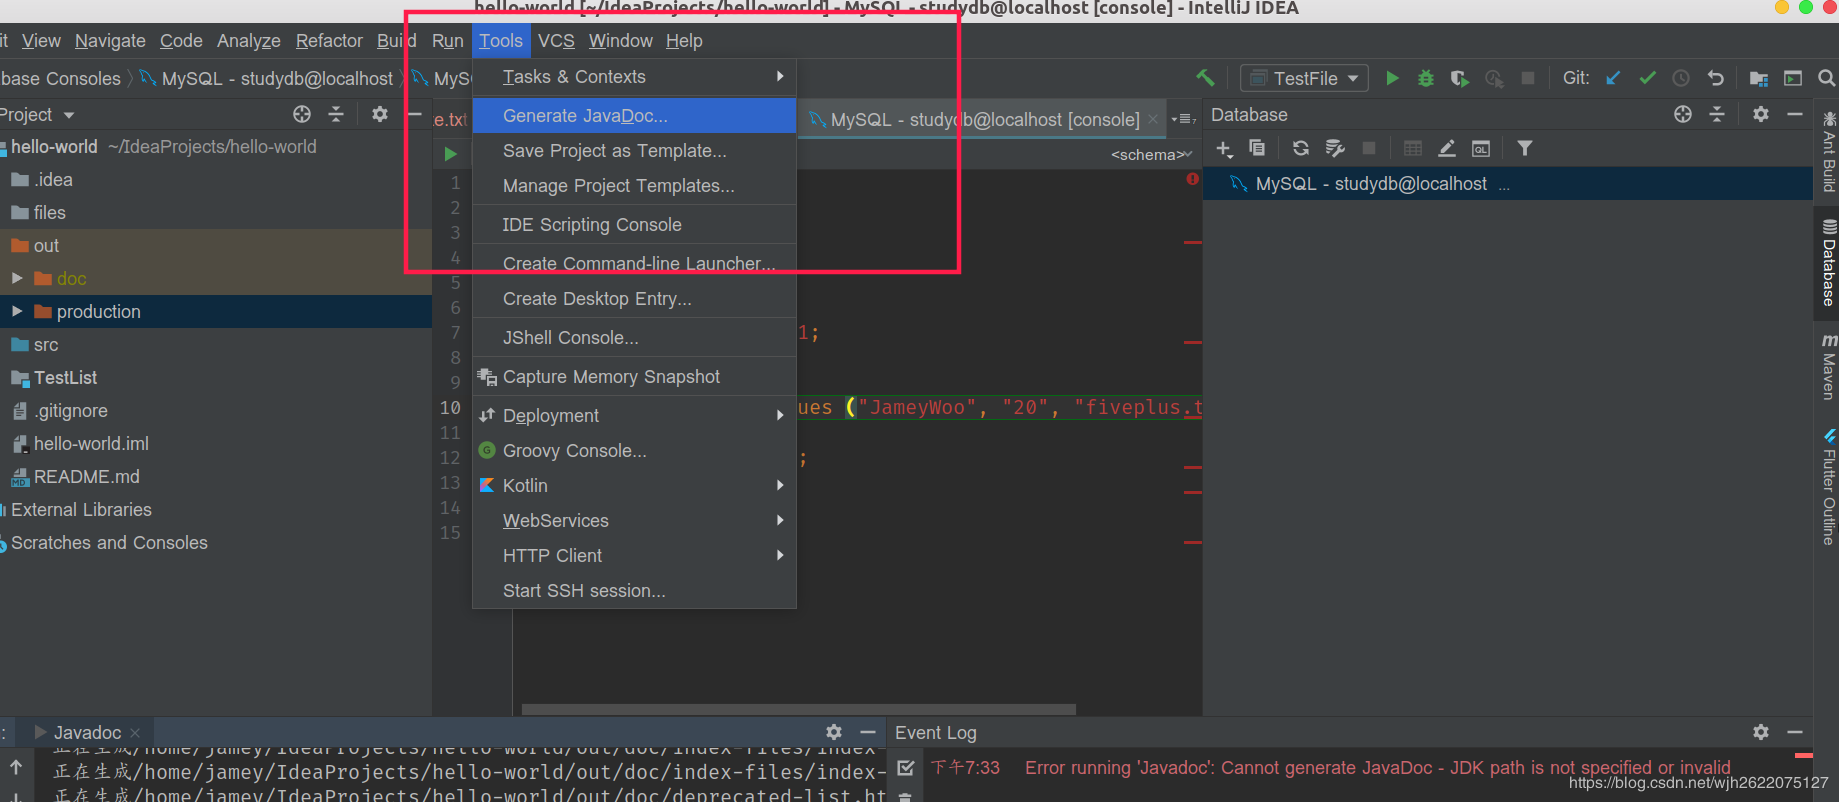 hello-world [~/IdeaProjects/hello-world] - MySQL - studydb@localhost [console] - IntelliJ IDEA
it View Navigate Code Analyze Refactor Build Run Tools VCS Window Help
base Consoles MySQL - studydb@localhost MyS
TestFile Git:
Project
hello-world ~/IdeaProjects/hello-world
.idea
files
out
doc
production
src
TestList
.gitignore
hello-world.iml
README.md
External Libraries
Scratches and Consoles
Tasks & Contexts
Generate JavaDoc...
Save Project as Template...
Manage Project Templates...
IDE Scripting Console
Create Command-line Launcher...
Create Desktop Entry...
JShell Console...
Capture Memory Snapshot
Deployment
Groovy Console...
Kotlin
WebServices
HTTP Client
Start SSH session...
e.txt
MySQL - studydb@localhost [console]
<schema>
1
2
3
4
5
6
7 1;
8
9
10 ues ("JameyWoo", "20", "fiveplus.t
11
12 ;
13
14
15
Database
MySQL - studydb@localhost ...
Ant Build
Database
Maven
Flutter Outline
: Javadoc
正在生成/home/jamey/IdeaProjects/hello-world/out/doc/index-files/index-
正在生成/home/jamey/IdeaProjects/hello-world/out/doc/index-files/index-
正在生成/home/jamey/IdeaProjects/hello-world/out/doc/deprecated-list.ht
Event Log
下午7:33 Error running 'Javadoc': Cannot generate JavaDoc - JDK path is not specified or invalid
https://blog.csdn.net/wjh2622075127